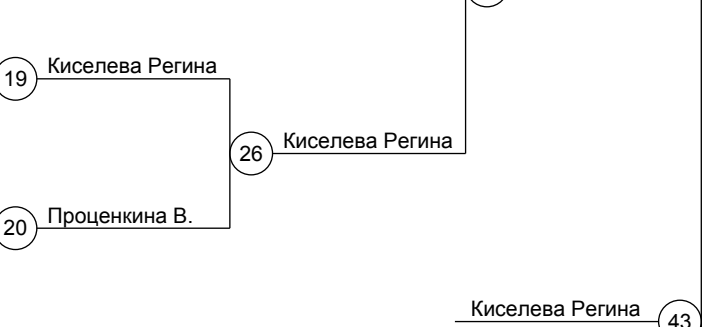 19 Киселева Регина
26 Киселева Регина
20 Проценкина В.
Киселева Регина 43